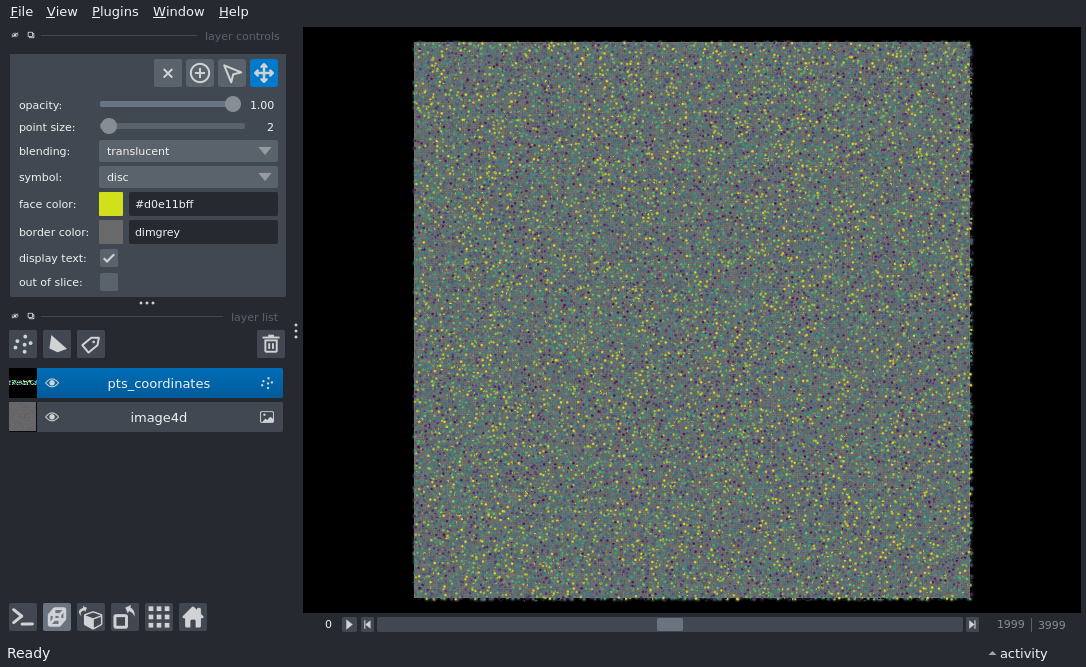 File View Plugins Window Help
layer controls
opacity: 1.00
point size: 2
blending: translucent
symbol: disc
face color: #d0e11bff
border color: dimgrey
display text:
out of slice:
layer list
pts_coordinates
image4d
0 1999 3999
Ready activity